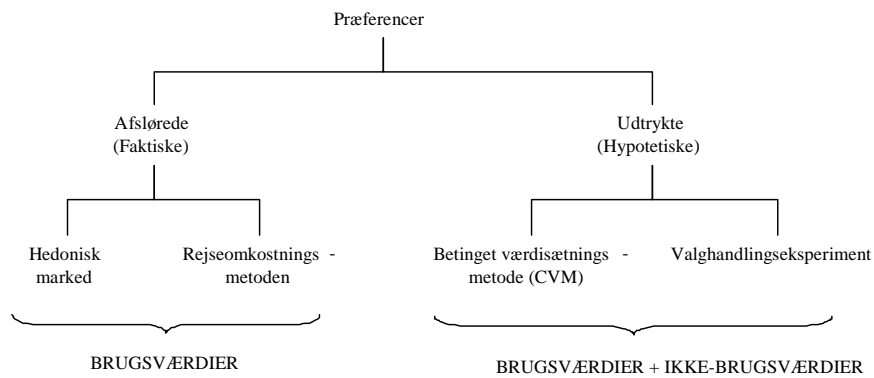 Præferencer
Afslørede
(Faktiske)
Udtrykte
(Hypotetiske)
Hedonisk
marked
Rejseomkostnings -
metoden
Betinget værdisætnings -
metode (CVM)
Valghandlingseksperiment
BRUGSVÆRDIER
BRUGSVÆRDIER + IKKE-BRUGSVÆRDIER